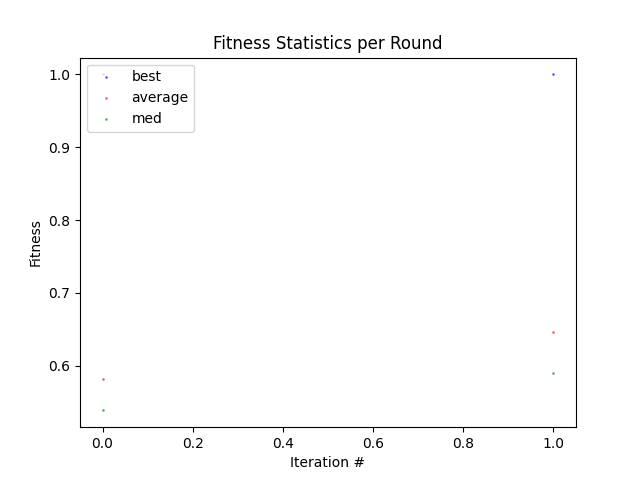 Fitness Statistics per Round
best
average
med
1.0
0.9
0.8
0.7
0.6
Fitness
0.0 0.2 0.4 0.6 0.8 1.0
Iteration #